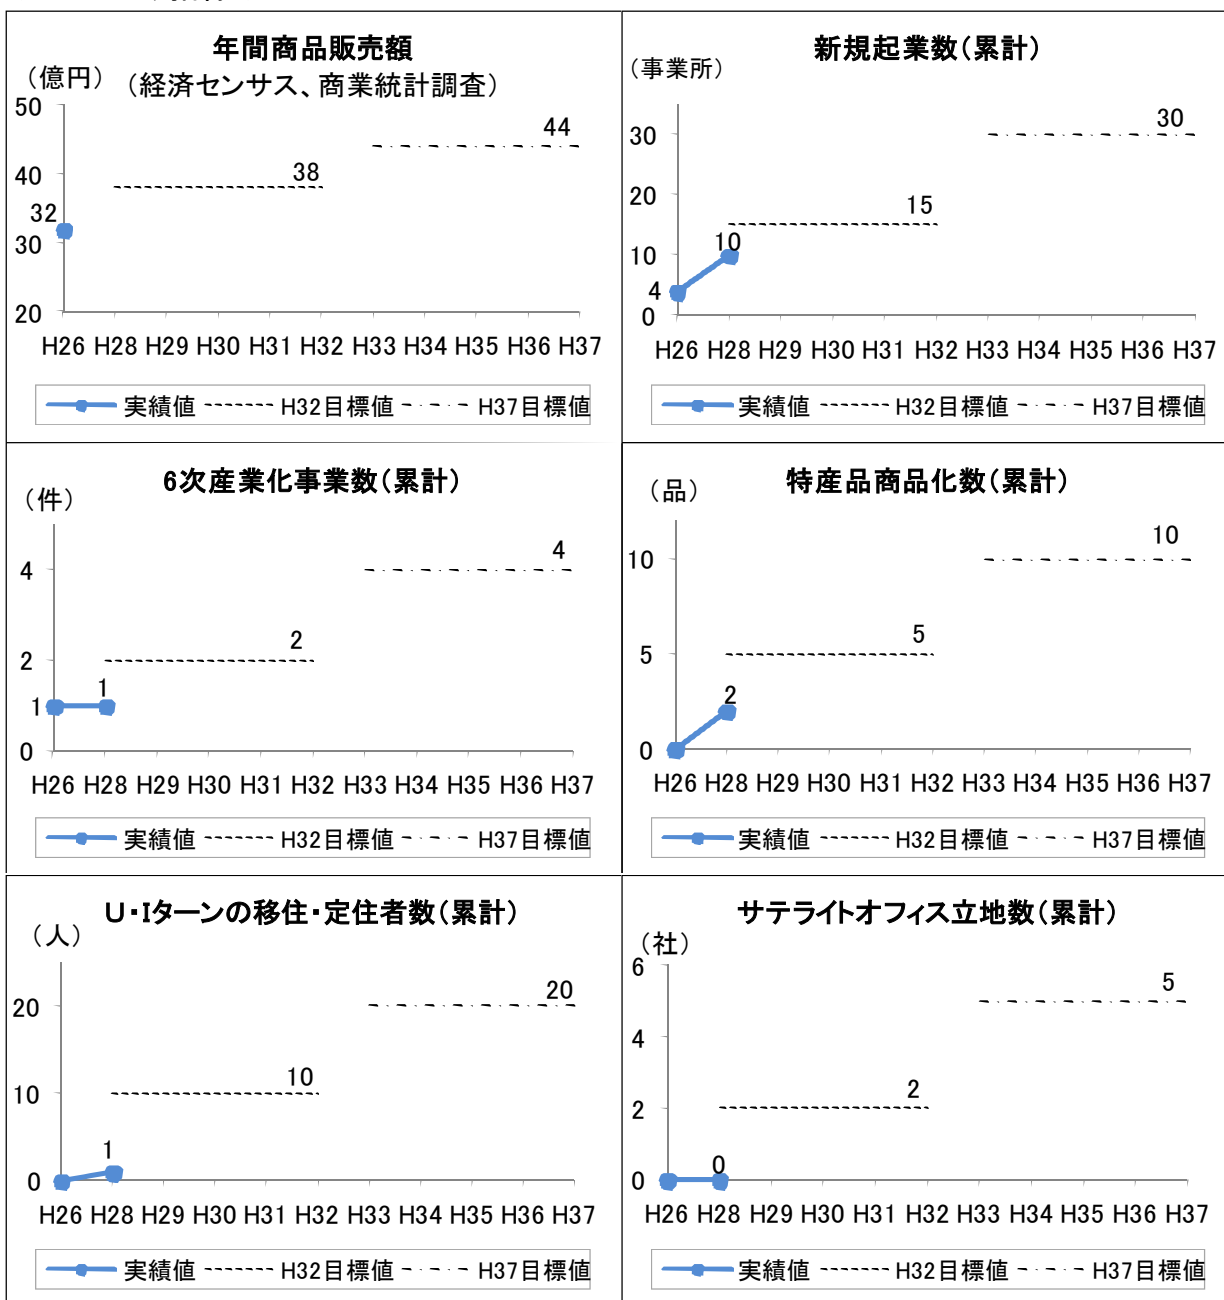 年間商品販売額
(億円)
(経済センサス、商業統計調査)
50
40
30
20
32
38
44
H26 H28 H29 H30 H31 H32 H33 H34 H35 H36 H37
実績値 H32目標値 H37目標値
新規起業数(累計)
(事業所)
30
20
10
0
4
10
15
30
H26 H28 H29 H30 H31 H32 H33 H34 H35 H36 H37
実績値 H32目標値 H37目標値
6次産業化事業数(累計)
(件)
4
2
0
1
1
2
4
H26 H28 H29 H30 H31 H32 H33 H34 H35 H36 H37
実績値 H32目標値 H37目標値
特産品商品化数(累計)
(品)
10
5
0
2
5
10
H26 H28 H29 H30 H31 H32 H33 H34 H35 H36 H37
実績値 H32目標値 H37目標値
U・Iターンの移住・定住者数(累計)
(人)
20
10
0
1
10
20
H26 H28 H29 H30 H31 H32 H33 H34 H35 H36 H37
実績値 H32目標値 H37目標値
サテライトオフィス立地数(累計)
(社)
6
4
2
0
0
2
5
H26 H28 H29 H30 H31 H32 H33 H34 H35 H36 H37
実績値 H32目標値 H37目標値